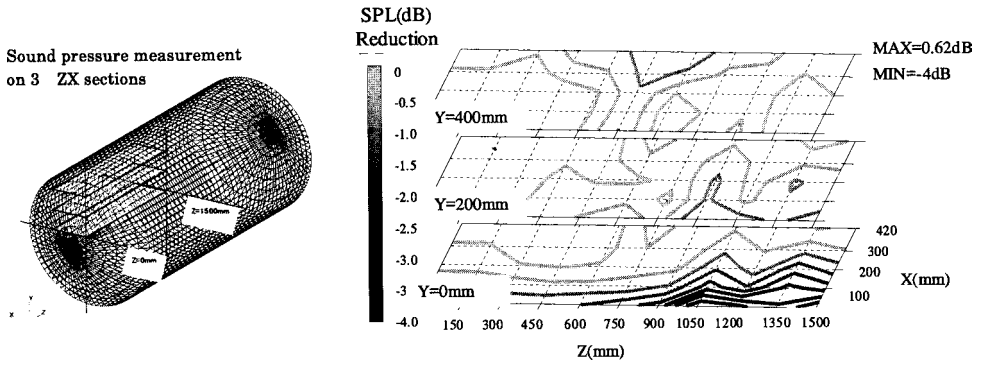 Sound pressure measurement
on 3 ZX sections
Z=1500mm
Z=0mm
Y
X
Z
SPL(dB)
Reduction
0
-0.5
-1.0
-1.5
-2.0
-2.5
-3.0
-3
-4.0
MAX=0.62dB
MIN=-4dB
Y=400mm
Y=200mm
Y=0mm
420
300
200
100
X(mm)
150 300 450 600 750 900 1050 1200 1350 1500
Z(mm)